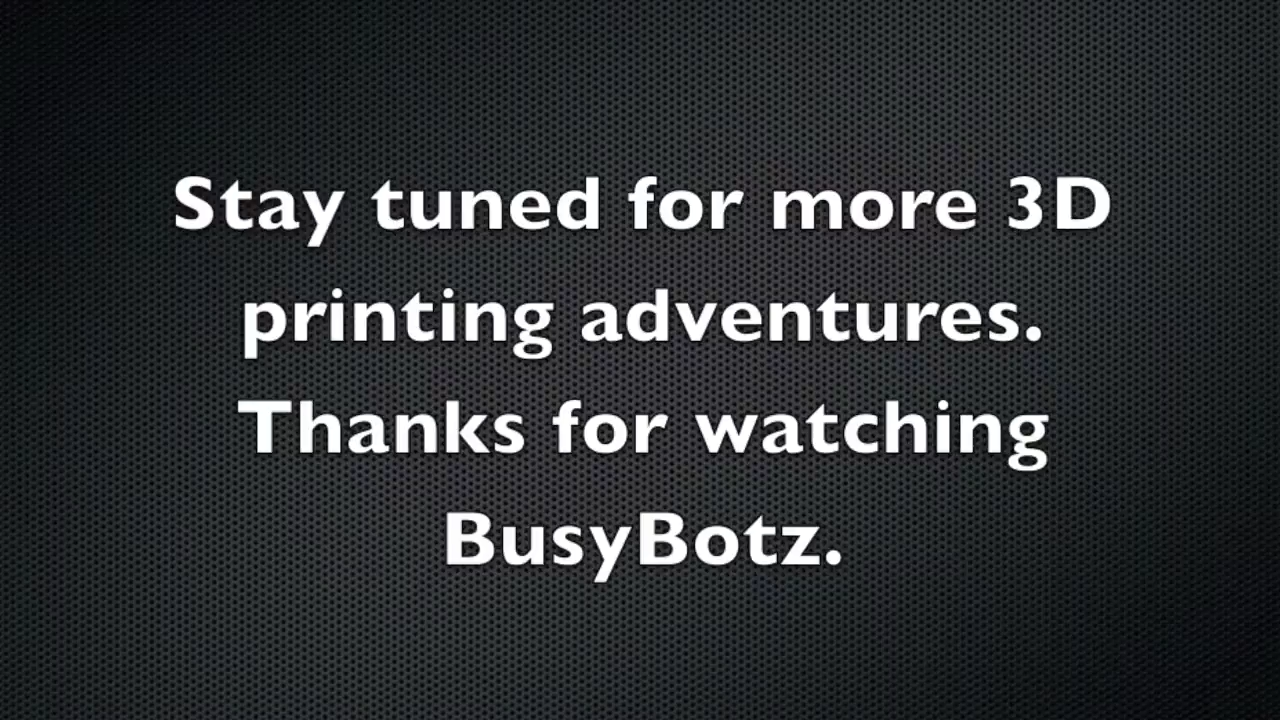 Stay tuned for more 3D
printing adventures.
Thanks for watching
BusyBotz.